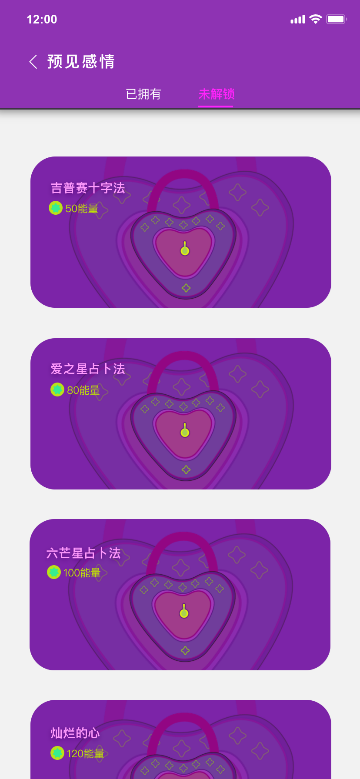 12:00
预见感情
已拥有
未解锁
吉普赛十字法
50能量
爱之星占卜法
80能量
六芒星占卜法
100能量
灿烂的心
120能量